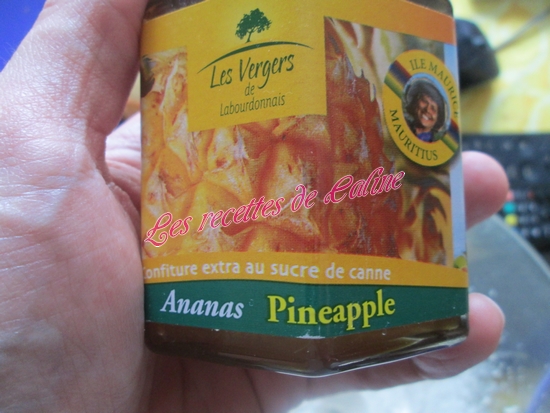 Les Vergers
de
Labourdonnais
ILE MAURICE
MAURITIUS
Les recettes de Caline
Confiture extra au sucre de canne
Ananas Pineapple